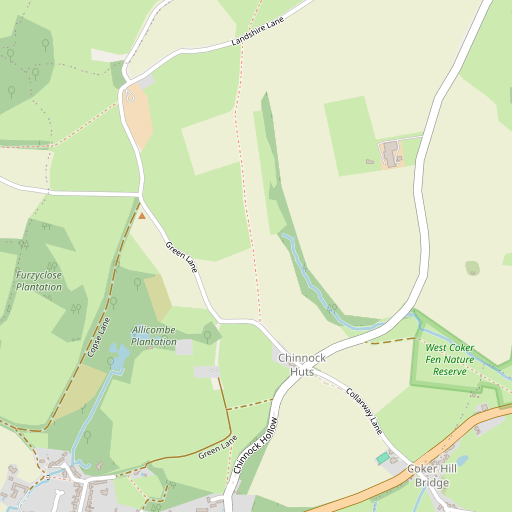 Landshire Lane
Green Lane
Furzyclose
Plantation
Copse Lane
Allicombe
Plantation
Chinnock
Huts
West Coker
Fen Nature
Reserve
Collarway Lane
Chinnock Hollow
Green Lane
Coker Hill
Bridge